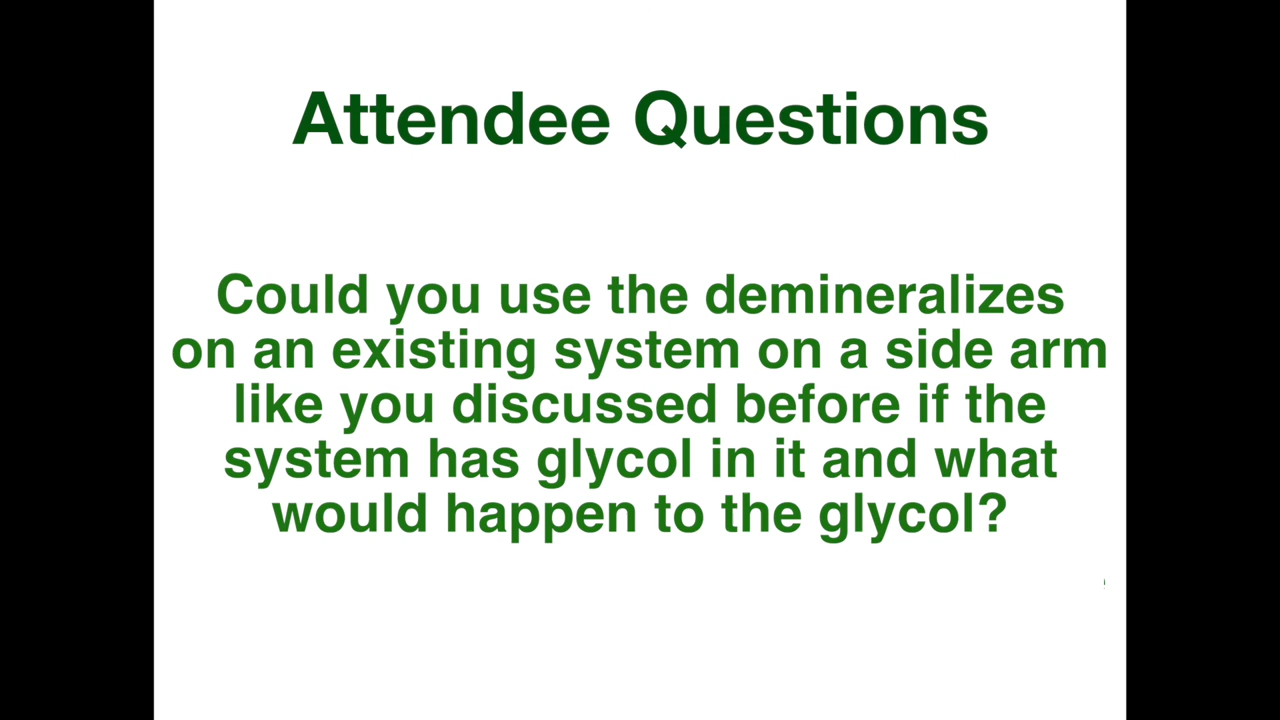 Attendee Questions
Could you use the demineralizes
on an existing system on a side arm
like you discussed before if the
system has glycol in it and what
would happen to the glycol?